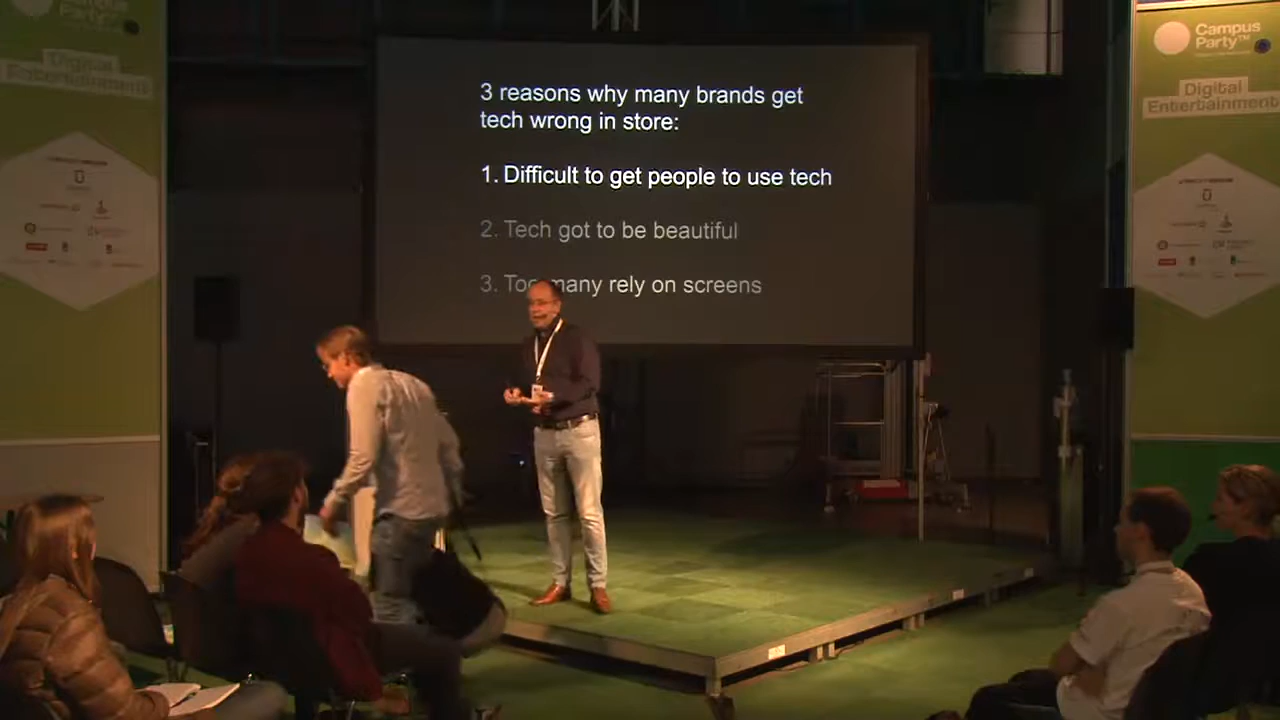 Campus
Party
Digital
Entertainment
3 reasons why many brands get
tech wrong in store:
1. Difficult to get people to use tech
2. Tech got to be beautiful
3. Too many rely on screens
Campus
Party™
Digital
Entertainment